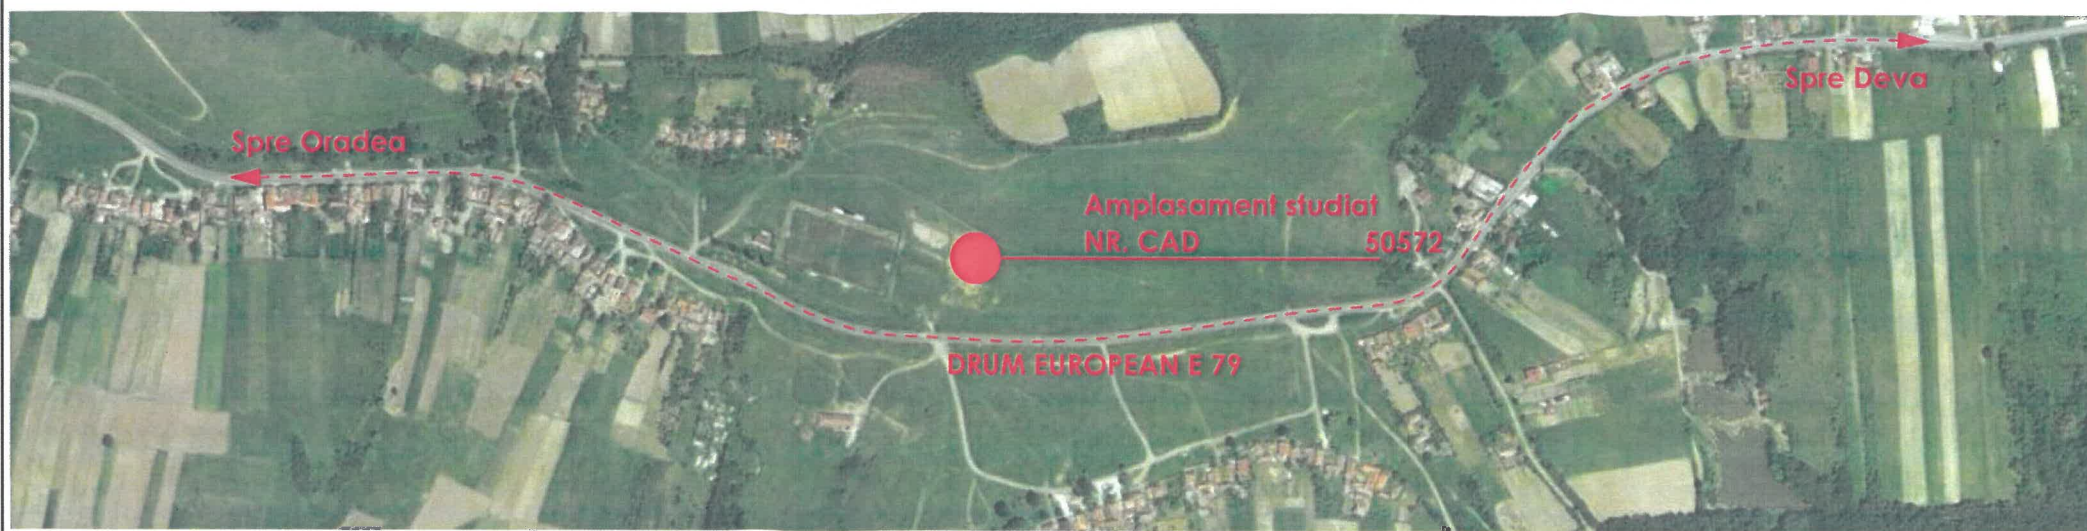 Spre Deva
Spre Oradea
Amplasament studiat
NR. CAD 50572
DRUM EUROPEAN E 79